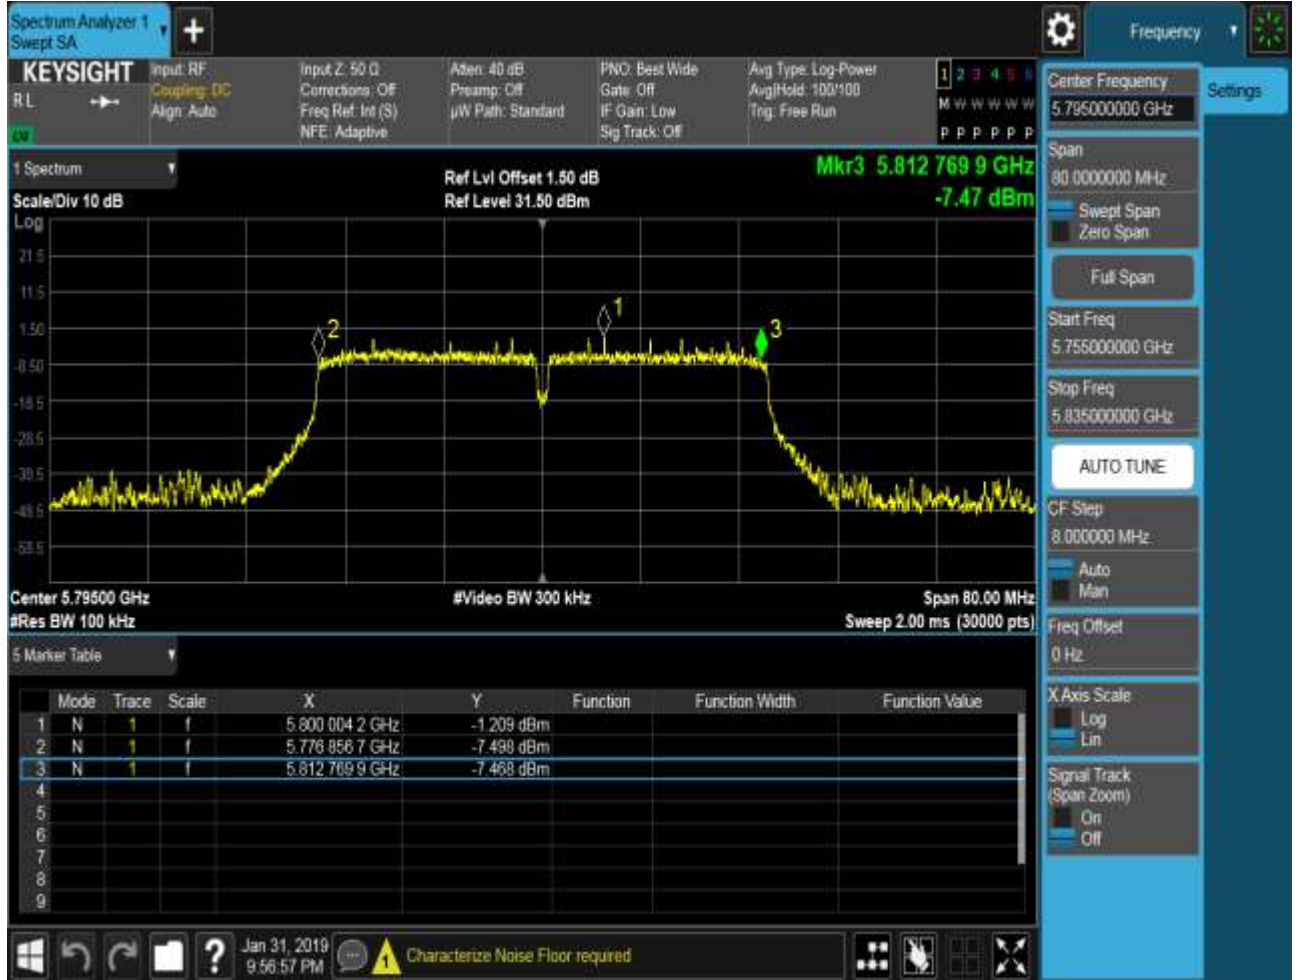 Spectrum Analyzer 1
Swept SA
+
Frequency
KEYSIGHT
RL
Input: RF
Coupling: DC
Align: Auto
Input Z: 50 Ω
Corrections: Off
Freq Ref: Int (S)
NFE: Adaptive
Atten: 40 dB
Preamp: Off
µW Path: Standard
PNO: Best Wide
Gate: Off
IF Gain: Low
Sig Track: Off
Avg Type: Log-Power
Avg|Hold: 100/100
Trig: Free Run
1 2 3 4 5 6
M W W W W W
P P P P P P
1 Spectrum
Scale/Div 10 dB
Ref Lvl Offset 1.50 dB
Ref Level 31.50 dBm
Mkr3 5.812 769 9 GHz
-7.47 dBm
Log
21.5
11.5
1.50
-8.50
-18.5
-28.5
-38.5
-48.5
-58.5
2
1
3
Center 5.79500 GHz
#Res BW 100 kHz
#Video BW 300 kHz
Span 80.00 MHz
Sweep 2.00 ms (30000 pts)
5 Marker Table
Mode Trace Scale X Y Function Function Width Function Value
1 N 1 f 5.800 004 2 GHz -1.209 dBm
2 N 1 f 5.776 856 7 GHz -7.498 dBm
3 N 1 f 5.812 769 9 GHz -7.468 dBm
4
5
6
7
8
9
Center Frequency
5.795000000 GHz
Settings
Span
80.0000000 MHz
Swept Span
Zero Span
Full Span
Start Freq
5.755000000 GHz
Stop Freq
5.835000000 GHz
AUTO TUNE
CF Step
8.000000 MHz
Auto
Man
Freq Offset
0 Hz
X Axis Scale
Log
Lin
Signal Track
(Span Zoom)
On
Off
?
Jan 31, 2019
9:56:57 PM
1
Characterize Noise Floor required